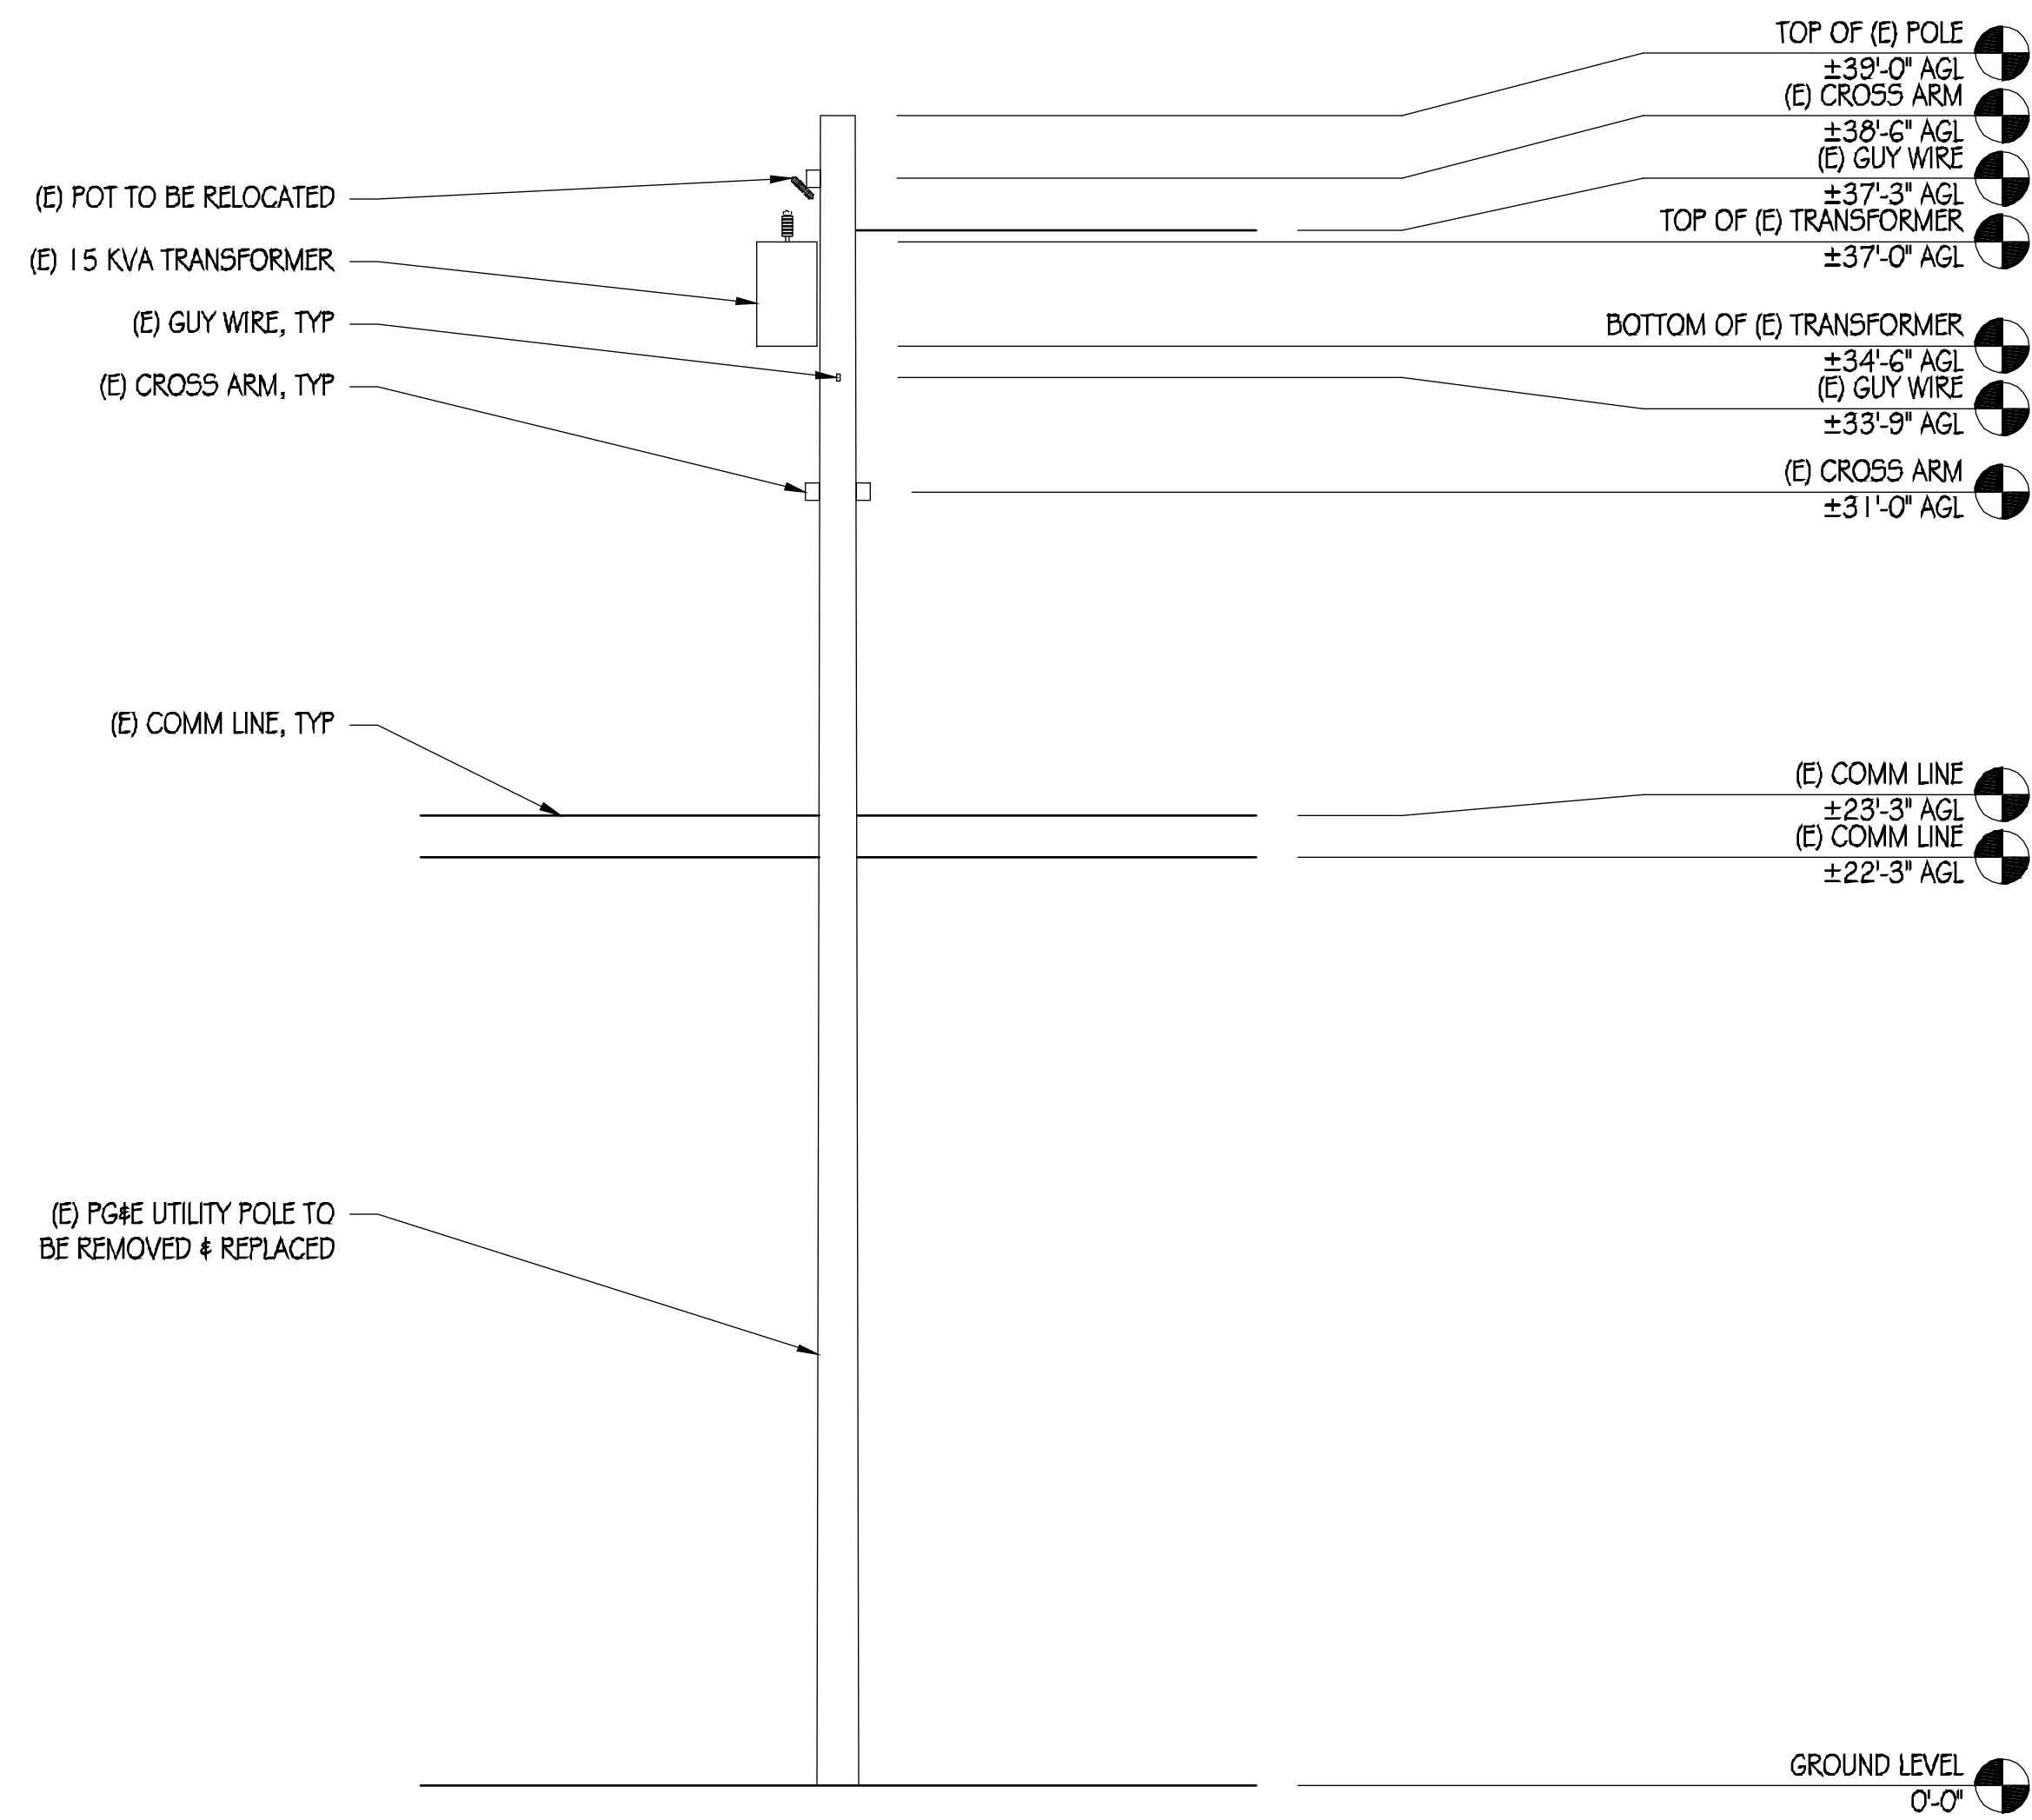 TOP OF (E) POLE
±39'-0" AGL
(E) CROSS ARM
±38'-6" AGL
(E) GUY WIRE
±37'-3" AGL
TOP OF (E) TRANSFORMER
±37'-0" AGL
BOTTOM OF (E) TRANSFORMER
±34'-6" AGL
(E) GUY WIRE
±33'-9" AGL
(E) CROSS ARM
±31'-0" AGL
(E) COMM LINE
±23'-3" AGL
(E) COMM LINE
±22'-3" AGL
GROUND LEVEL
0'-0"
(E) POT TO BE RELOCATED
(E) 15 KVA TRANSFORMER
(E) GUY WIRE, TYP
(E) CROSS ARM, TYP
(E) COMM LINE, TYP
(E) PG&E UTILITY POLE TO
BE REMOVED & REPLACED